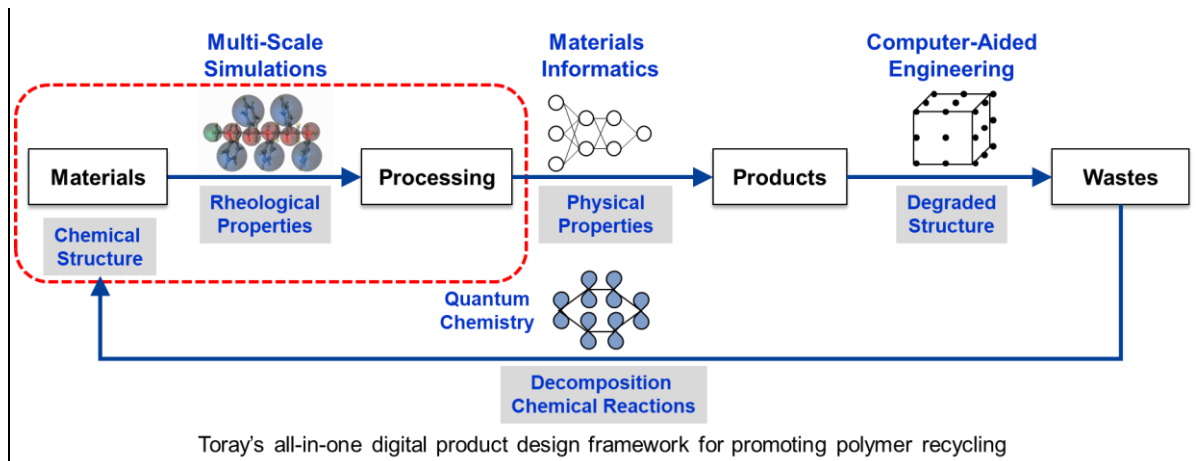 Multi-Scale
Simulations
Materials
Informatics
Computer-Aided
Engineering
Materials
Processing
Products
Wastes
Rheological
Properties
Physical
Properties
Degraded
Structure
Chemical
Structure
Quantum
Chemistry
Decomposition
Chemical Reactions
Toray's all-in-one digital product design framework for promoting polymer recycling